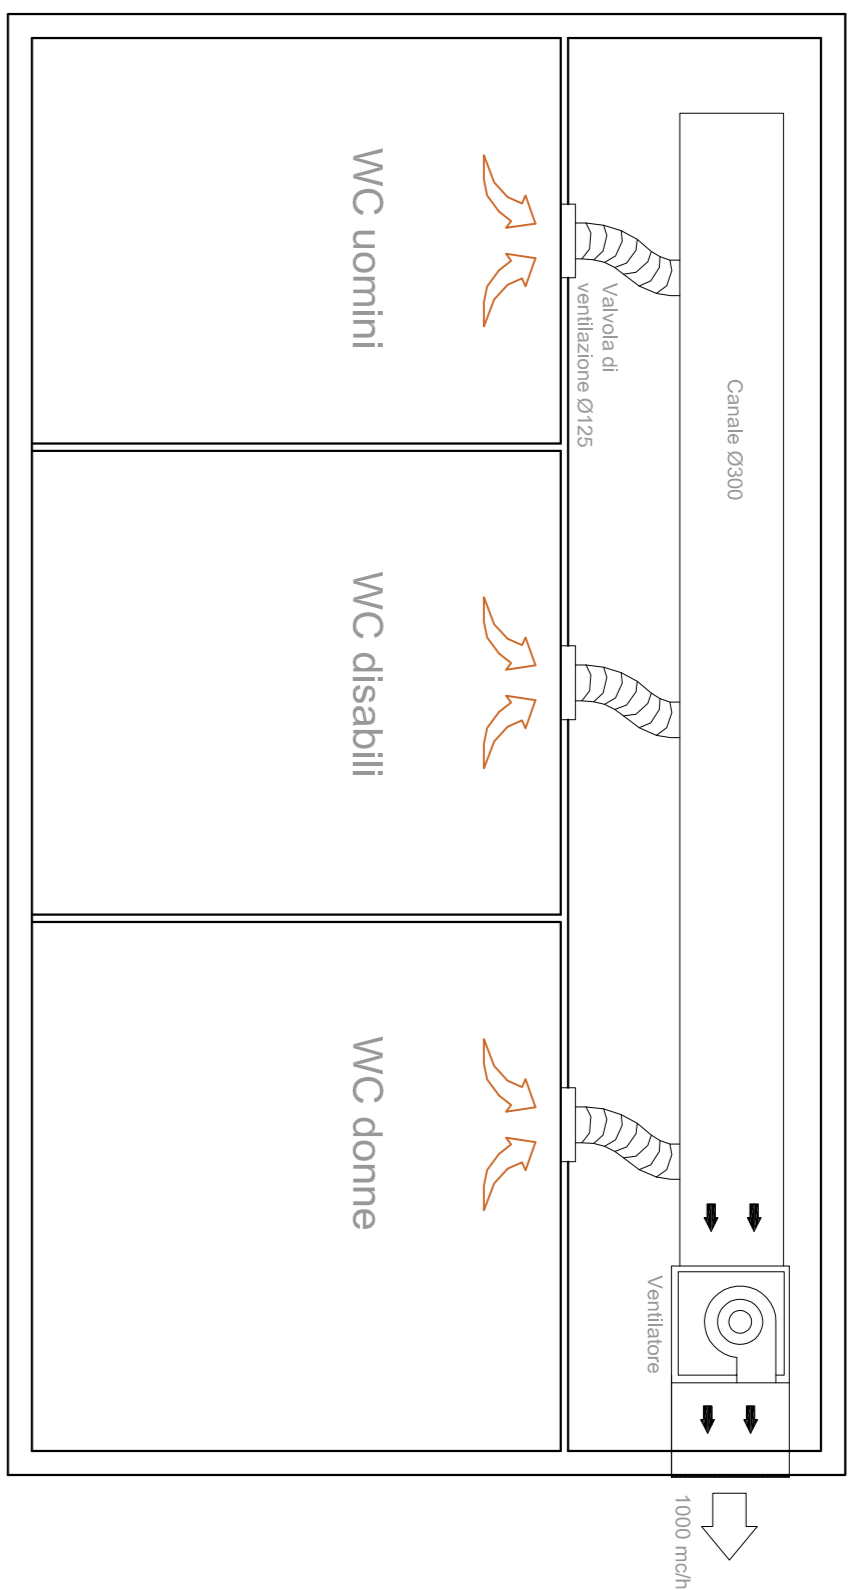 WC uomini
WC disabili
WC donne
Valvola di
ventilazione Ø125
Canale Ø300
Ventilatore
1000 mc/h